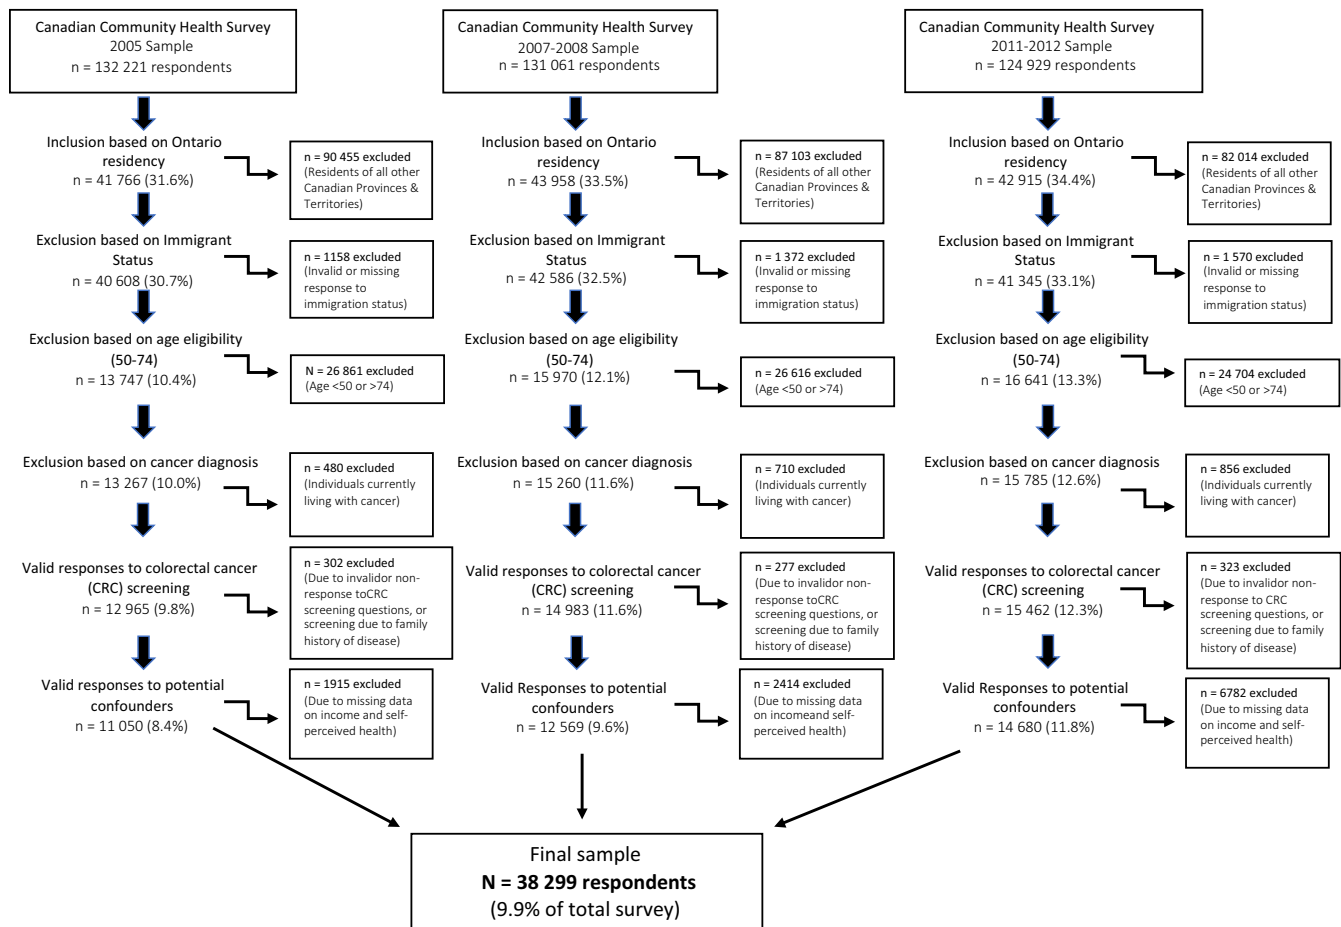 Canadian Community Health Survey
2005 Sample
n = 132 221 respondents
Inclusion based on Ontario
residency
n = 41 766 (31.6%)
n = 90 455 excluded
(Residents of all other
Canadian Provinces &
Territories)
Exclusion based on Immigrant
Status
n = 40 608 (30.7%)
n = 1158 excluded
(Invalid or missing
response to
immigration status)
Exclusion based on age eligibility
(50-74)
n = 13 747 (10.4%)
N = 26 861 excluded
(Age <50 or >74)
Exclusion based on cancer diagnosis
n = 13 267 (10.0%)
n = 480 excluded
(Individuals currently
living with cancer)
Valid responses to colorectal cancer
(CRC) screening
n = 12 965 (9.8%)
n = 302 excluded
(Due to invalidor non-
response toCRC
screening questions, or
screening due to family
history of disease)
Valid responses to potential
confounders
n = 11 050 (8.4%)
n = 1915 excluded
(Due to missing data
on income and self-
perceived health)
Canadian Community Health Survey
2007-2008 Sample
n = 131 061 respondents
Inclusion based on Ontario
residency
n = 43 958 (33.5%)
n = 87 103 excluded
(Residents of all other
Canadian Provinces &
Territories)
Exclusion based on Immigrant
Status
n = 42 586 (32.5%)
n = 1 372 excluded
(Invalid or missing
response to
immigration status)
Exclusion based on age eligibility
(50-74)
n = 15 970 (12.1%)
n = 26 616 excluded
(Age <50 or >74)
Exclusion based on cancer diagnosis
n = 15 260 (11.6%)
n = 710 excluded
(Individuals currently
living with cancer)
Valid responses to colorectal cancer
(CRC) screening
n = 14 983 (11.6%)
n = 277 excluded
(Due to invalidor non-
response toCRC
screening questions, or
screening due to family
history of disease)
Valid Responses to potential
confounders
n = 12 569 (9.6%)
n = 2414 excluded
(Due to missing data
on incomeand self-
perceived health)
Canadian Community Health Survey
2011-2012 Sample
n = 124 929 respondents
Inclusion based on Ontario
residency
n = 42 915 (34.4%)
n = 82 014 excluded
(Residents of all other
Canadian Provinces &
Territories)
Exclusion based on Immigrant
Status
n = 41 345 (33.1%)
n = 1 570 excluded
(Invalid or missing
response to
immigration status)
Exclusion based on age eligibility
(50-74)
n = 16 641 (13.3%)
n = 24 704 excluded
(Age <50 or >74)
Exclusion based on cancer diagnosis
n = 15 785 (12.6%)
n = 856 excluded
(Individuals currently
living with cancer)
Valid responses to colorectal cancer
(CRC) screening
n = 15 462 (12.3%)
n = 323 excluded
(Due to invalidor non-
response to CRC
screening questions, or
screening due to family
history of disease)
Valid Responses to potential
confounders
n = 14 680 (11.8%)
n = 6782 excluded
(Due to missing data
on income and self-
perceived health)
Final sample
N = 38 299 respondents
(9.9% of total survey)